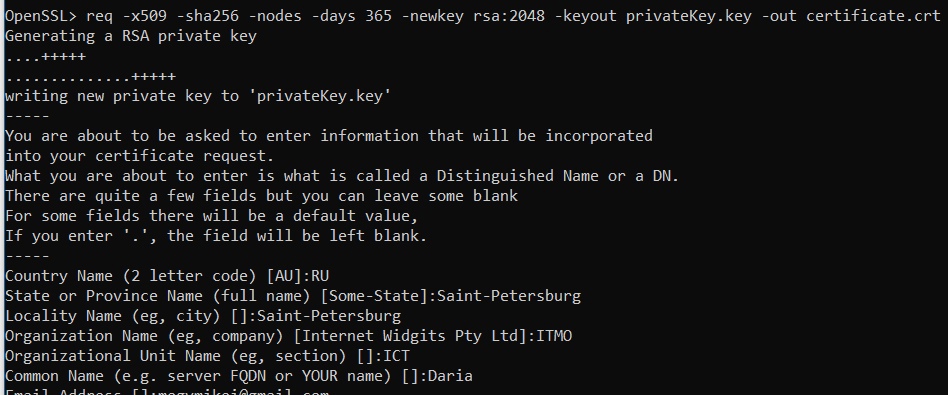 OpenSSL> req -x509 -sha256 -nodes -days 365 -newkey rsa:2048 -keyout privateKey.key -out certificate.crt
Generating a RSA private key
....+++++
..............+++++
writing new private key to 'privateKey.key'
-----
You are about to be asked to enter information that will be incorporated
into your certificate request.
What you are about to enter is what is called a Distinguished Name or a DN.
There are quite a few fields but you can leave some blank
For some fields there will be a default value,
If you enter '.', the field will be left blank.
-----
Country Name (2 letter code) [AU]:RU
State or Province Name (full name) [Some-State]:Saint-Petersburg
Locality Name (eg, city) []:Saint-Petersburg
Organization Name (eg, company) [Internet Widgits Pty Ltd]:ITMO
Organizational Unit Name (eg, section) []:ICT
Common Name (e.g. server FQDN or YOUR name) []:Daria
Email Address